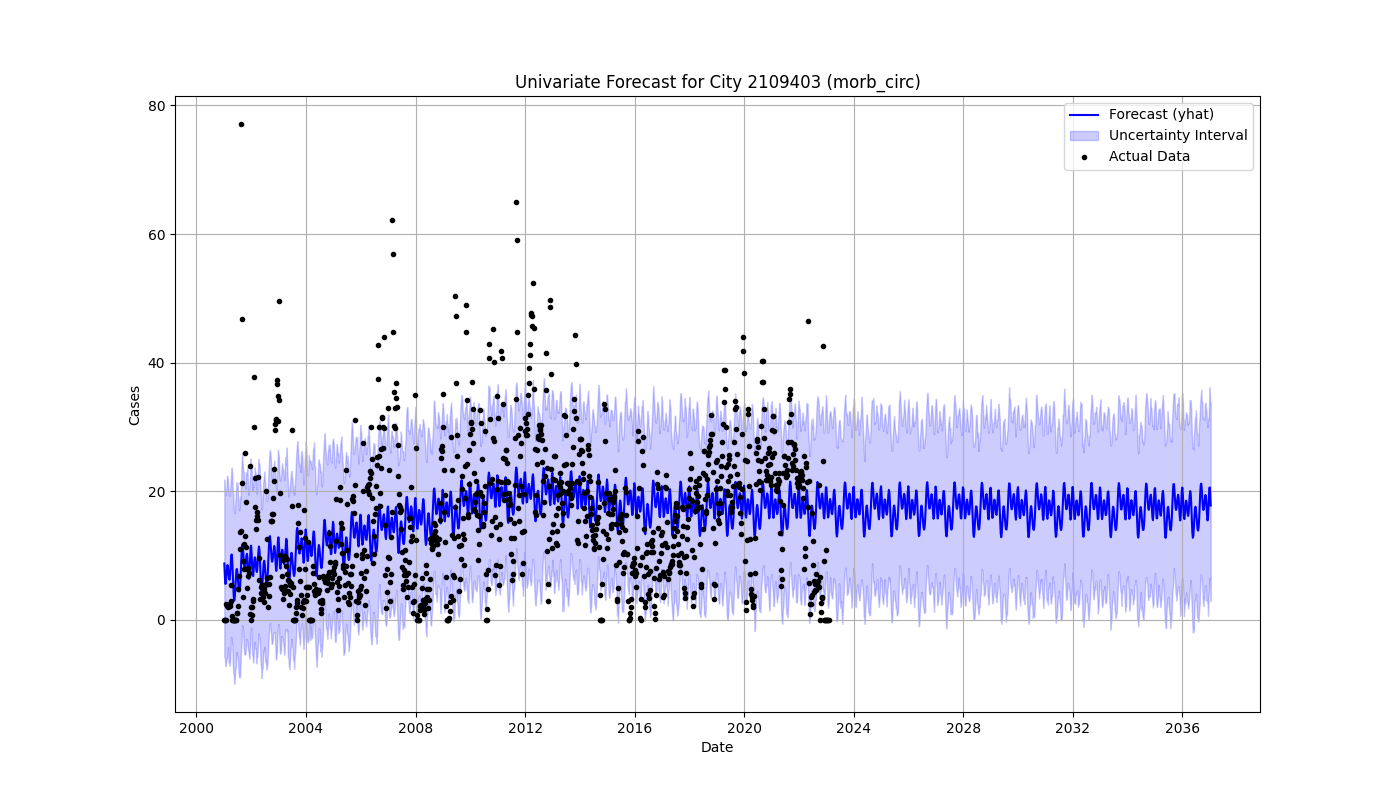 Univariate Forecast for City 2109403 (morb_circ)
Forecast (yhat)
Uncertainty Interval
Actual Data
Cases
80
60
40
20
0
2000 2004 2008 2012 2016 2020 2024 2028 2032 2036
Date